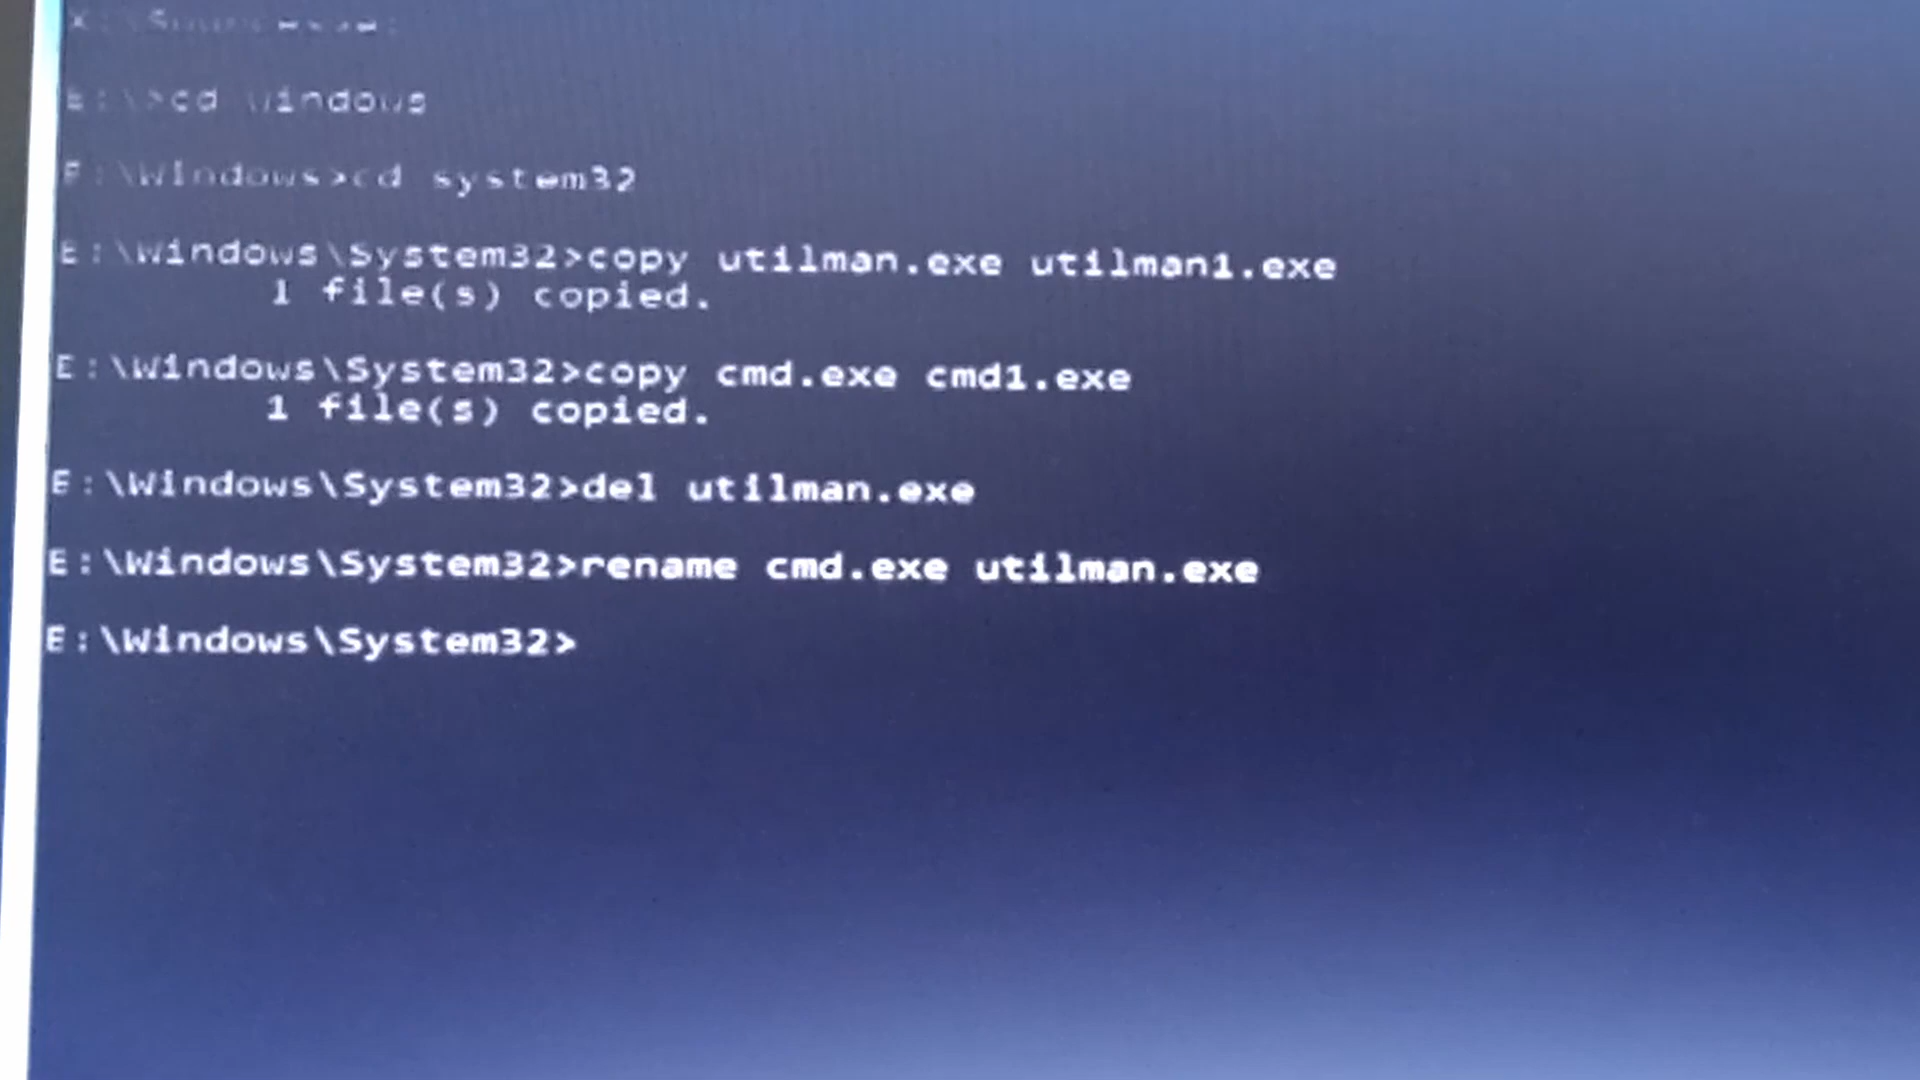 E:\>cd windows
E:\Windows>cd system32
E:\Windows\System32>copy utilman.exe utilman1.exe
1 file(s) copied.
E:\Windows\System32>copy cmd.exe cmd1.exe
1 file(s) copied.
E:\Windows\System32>del utilman.exe
E:\Windows\System32>rename cmd.exe utilman.exe
E:\Windows\System32>